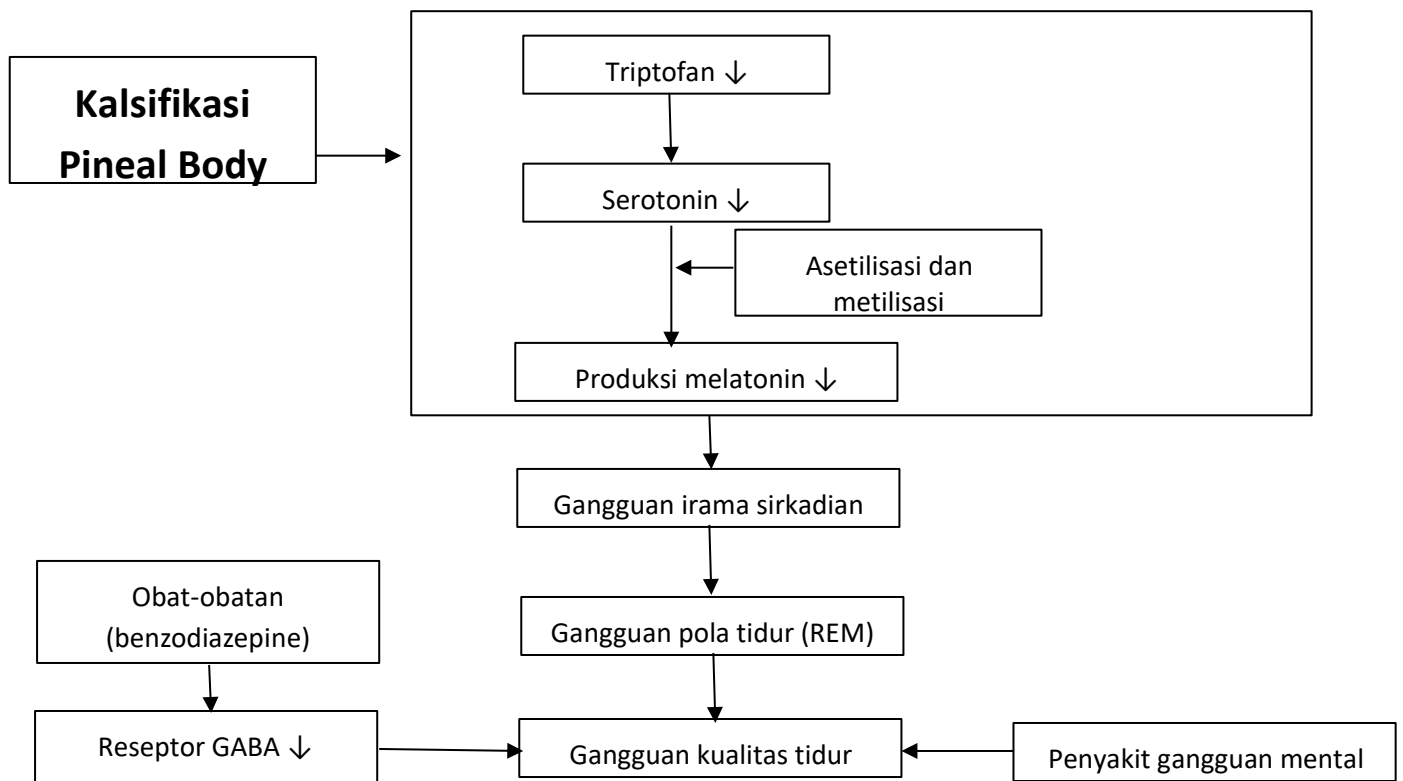 Triptofan ↓
Kalsifikasi
Pineal Body
Serotonin ↓
Asetilisasi dan
metilisasi
Produksi melatonin ↓
Gangguan irama sirkadian
Obat-obatan
(benzodiazepine)
Gangguan pola tidur (REM)
Reseptor GABA ↓
Gangguan kualitas tidur
Penyakit gangguan mental